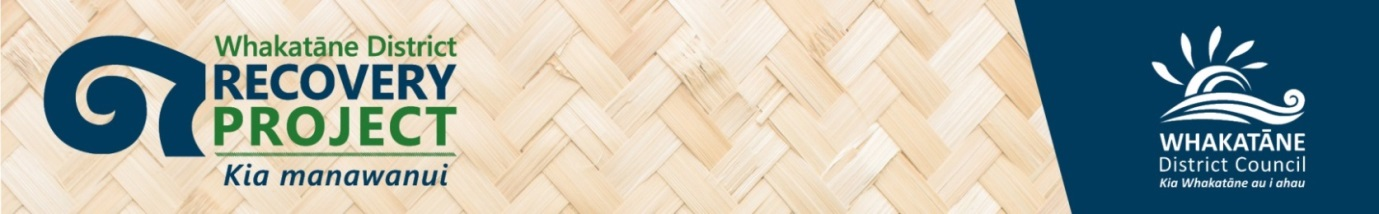 Whakatāne District
RECOVERY
PROJECT
Kia manawanui
WHAKATĀNE
District Council
Kia Whakatāne au i ahau